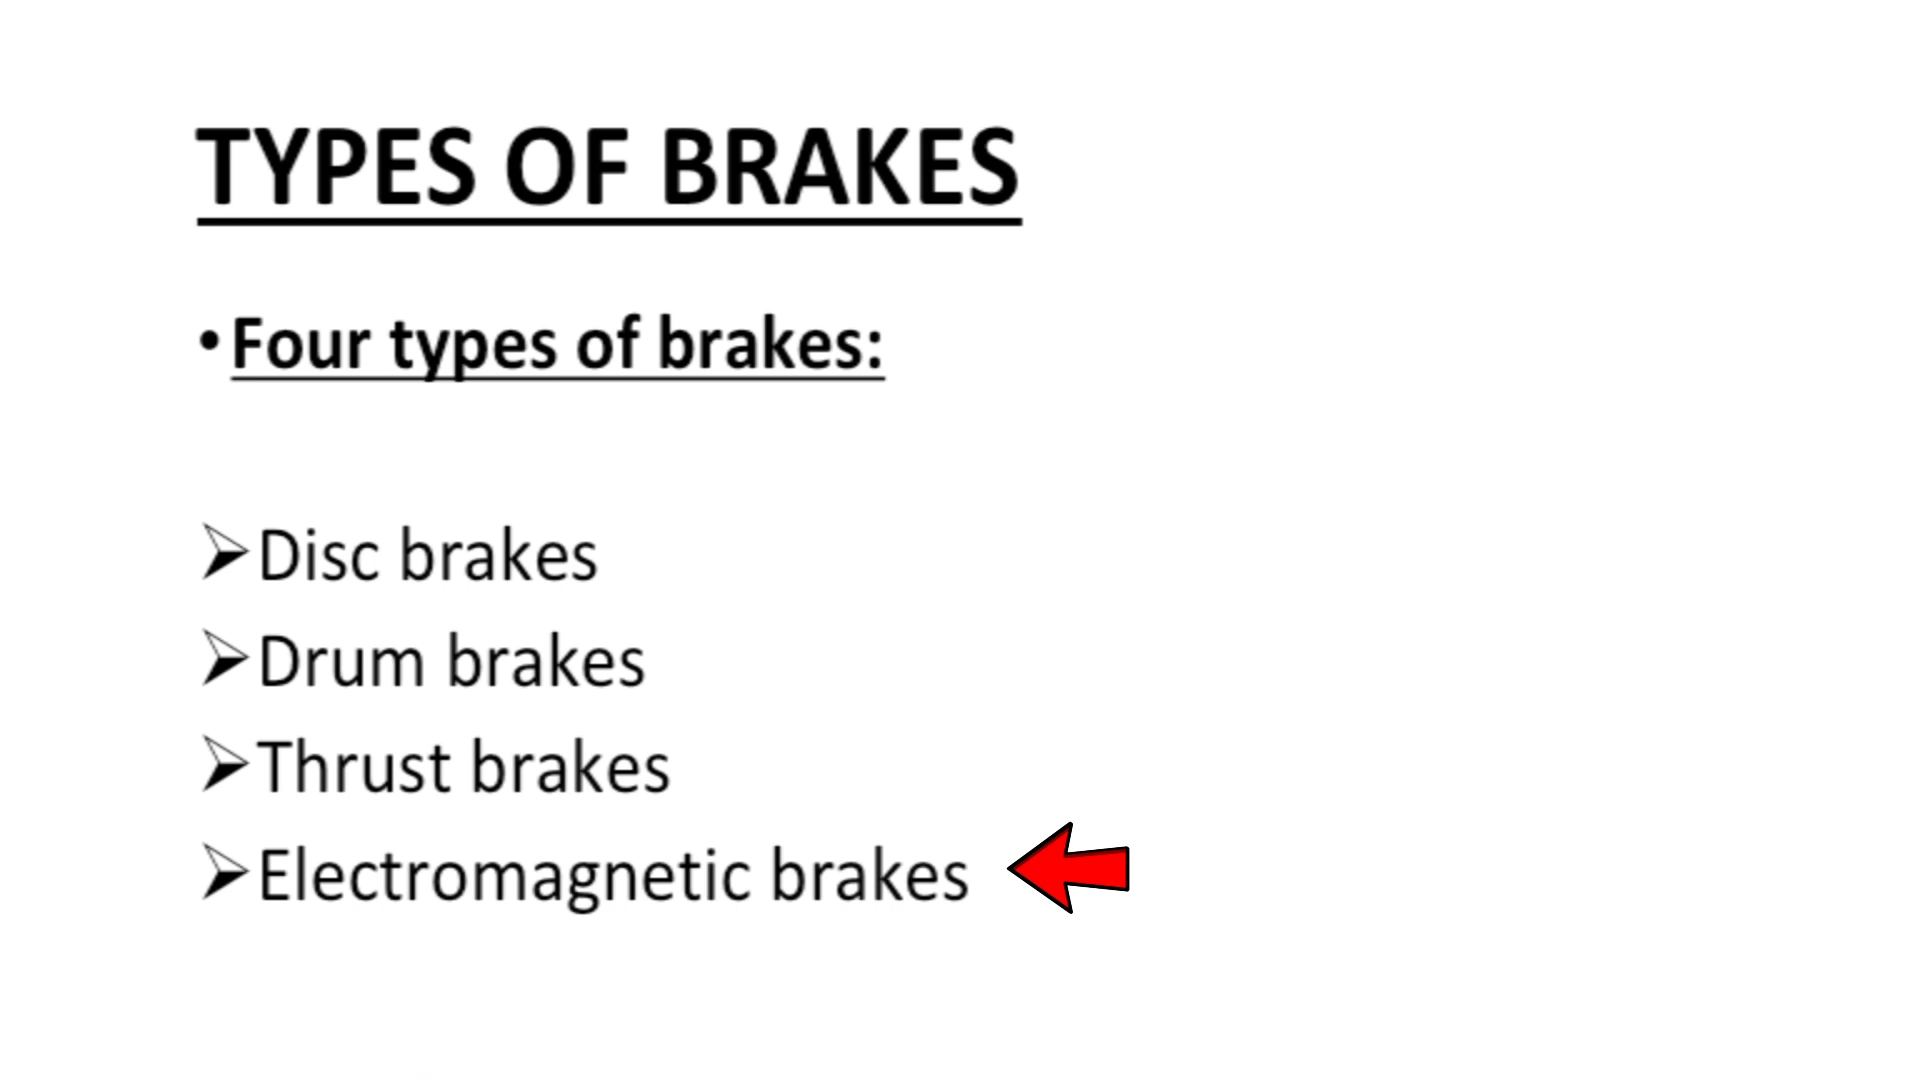 TYPES OF BRAKES
• Four types of brakes:
➢ Disc brakes
➢ Drum brakes
➢ Thrust brakes
➢ Electromagnetic brakes